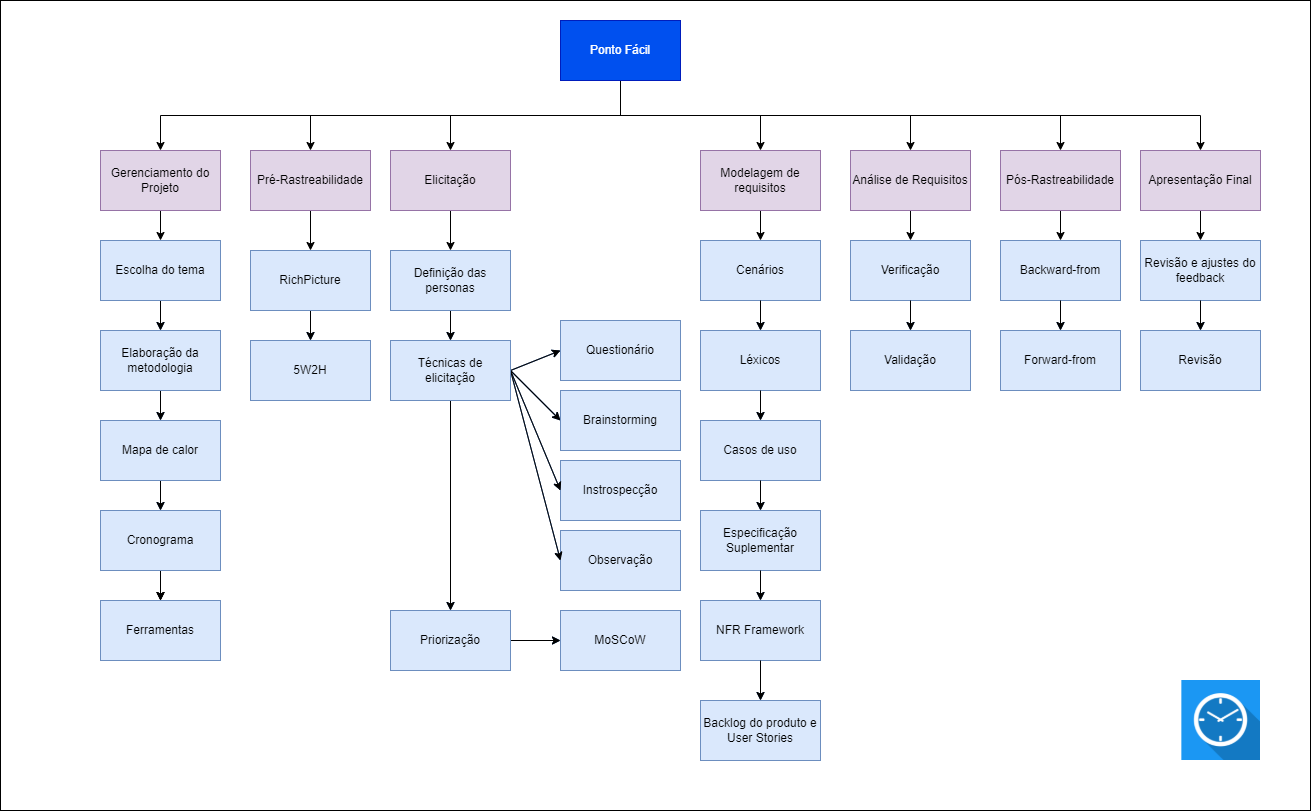 Ponto Fácil
Gerenciamento do
Projeto
Pré-Rastreabilidade
Elicitação
Modelagem de
requisitos
Análise de Requisitos
Pós-Rastreabilidade
Apresentação Final
Escolha do tema
Elaboração da
metodologia
Mapa de calor
Cronograma
Ferramentas
RichPicture
5W2H
Definição das
personas
Técnicas de
elicitação
Questionário
Brainstorming
Instrospecção
Observação
Priorização
MoSCoW
Cenários
Léxicos
Casos de uso
Especificação
Suplementar
NFR Framework
Backlog do produto e
User Stories
Verificação
Validação
Backward-from
Forward-from
Revisão e ajustes do
feedback
Revisão